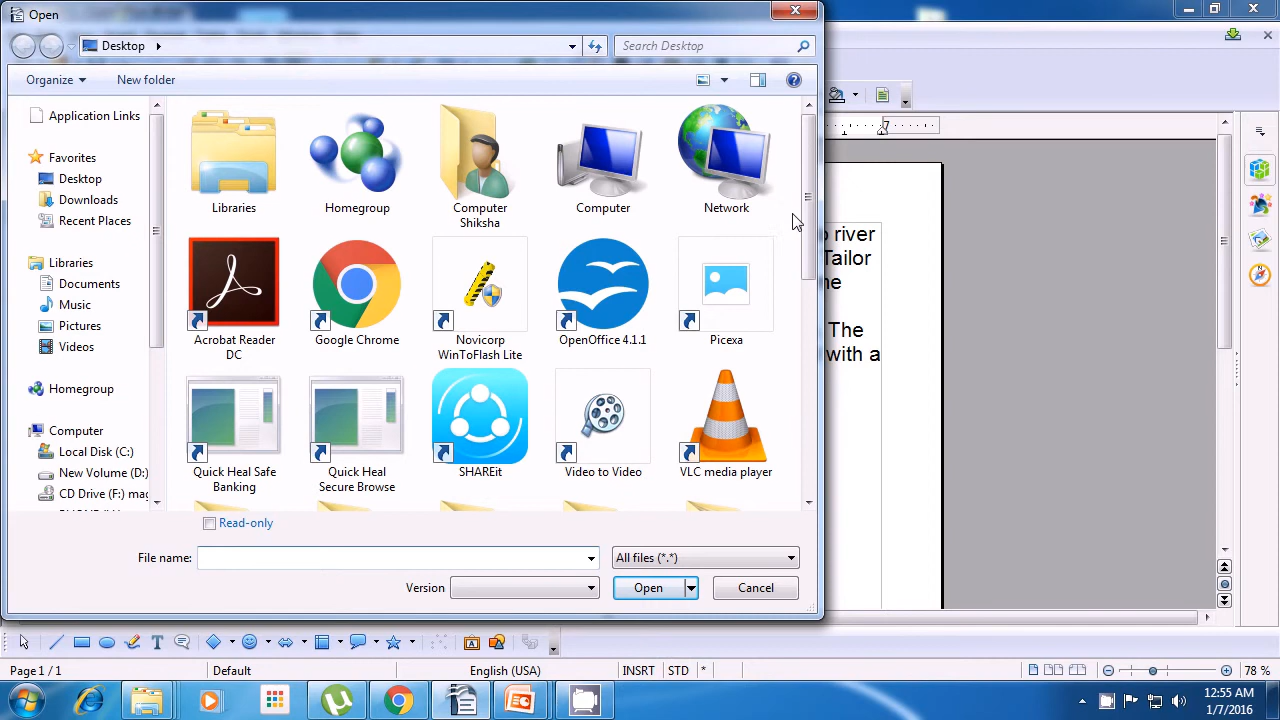 Open
Desktop
Search Desktop
Organize
New folder
Application Links
Favorites
Desktop
Downloads
Recent Places
Libraries
Documents
Music
Pictures
Videos
Homegroup
Computer
Local Disk (C:)
New Volume (D:)
CD Drive (F:) mag
Libraries
Homegroup
Computer
Shiksha
Computer
Network
Acrobat Reader
DC
Google Chrome
Novicorp
WinToFlash Lite
OpenOffice 4.1.1
Picexa
Quick Heal Safe
Banking
Quick Heal
Secure Browse
SHAREit
Video to Video
VLC media player
Read-only
File name:
All files (*.*)
Version
Open
Cancel
river
Tailor
The
with a
7
Page 1 / 1
Default
English (USA)
INSRT
STD
*
78 %
12:55 AM
1/7/2016